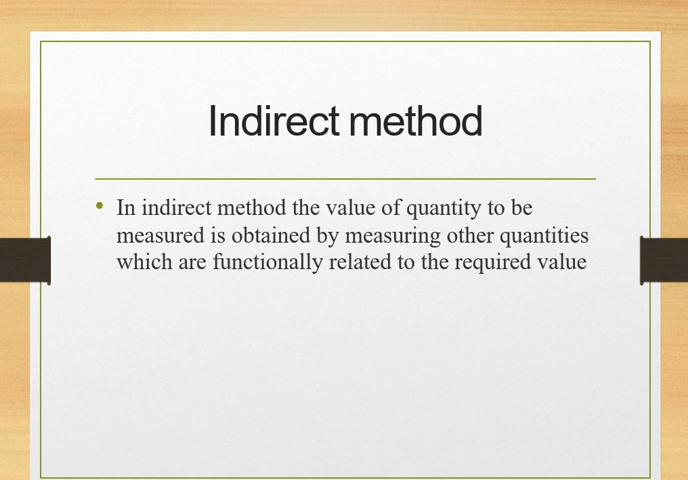 Indirect method
• In indirect method the value of quantity to be
measured is obtained by measuring other quantities
which are functionally related to the required value